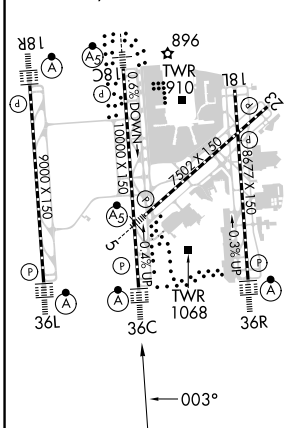 18R
A
A5
18C
896
TWR
910
18L
23
P
P
P
P
0.6% DOWN
9000 X 150
10000 X 150
7502 X 150
8677 X 150
P
A5
5
0.4% UP
0.3% UP
P
P
P
A
A
A
36L
36C
TWR
1068
36R
003°